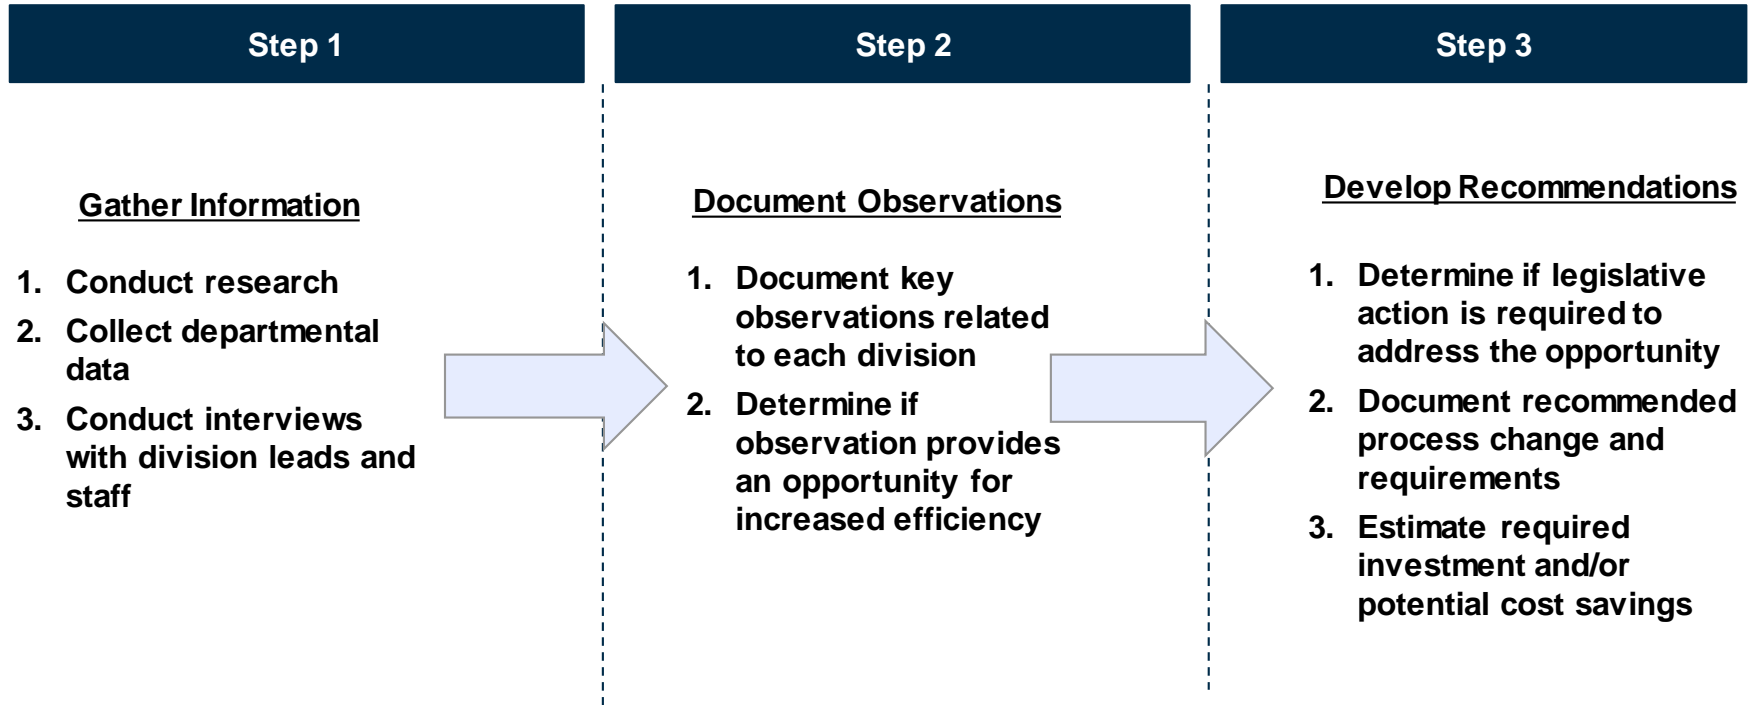 Step 1
Step 2
Step 3
Gather Information
1. Conduct research
2. Collect departmental
data
3. Conduct interviews
with division leads and
staff
Document Observations
1. Document key
observations related
to each division
2. Determine if
observation provides
an opportunity for
increased efficiency
Develop Recommendations
1. Determine if legislative
action is required to
address the opportunity
2. Document recommended
process change and
requirements
3. Estimate required
investment and/or
potential cost savings